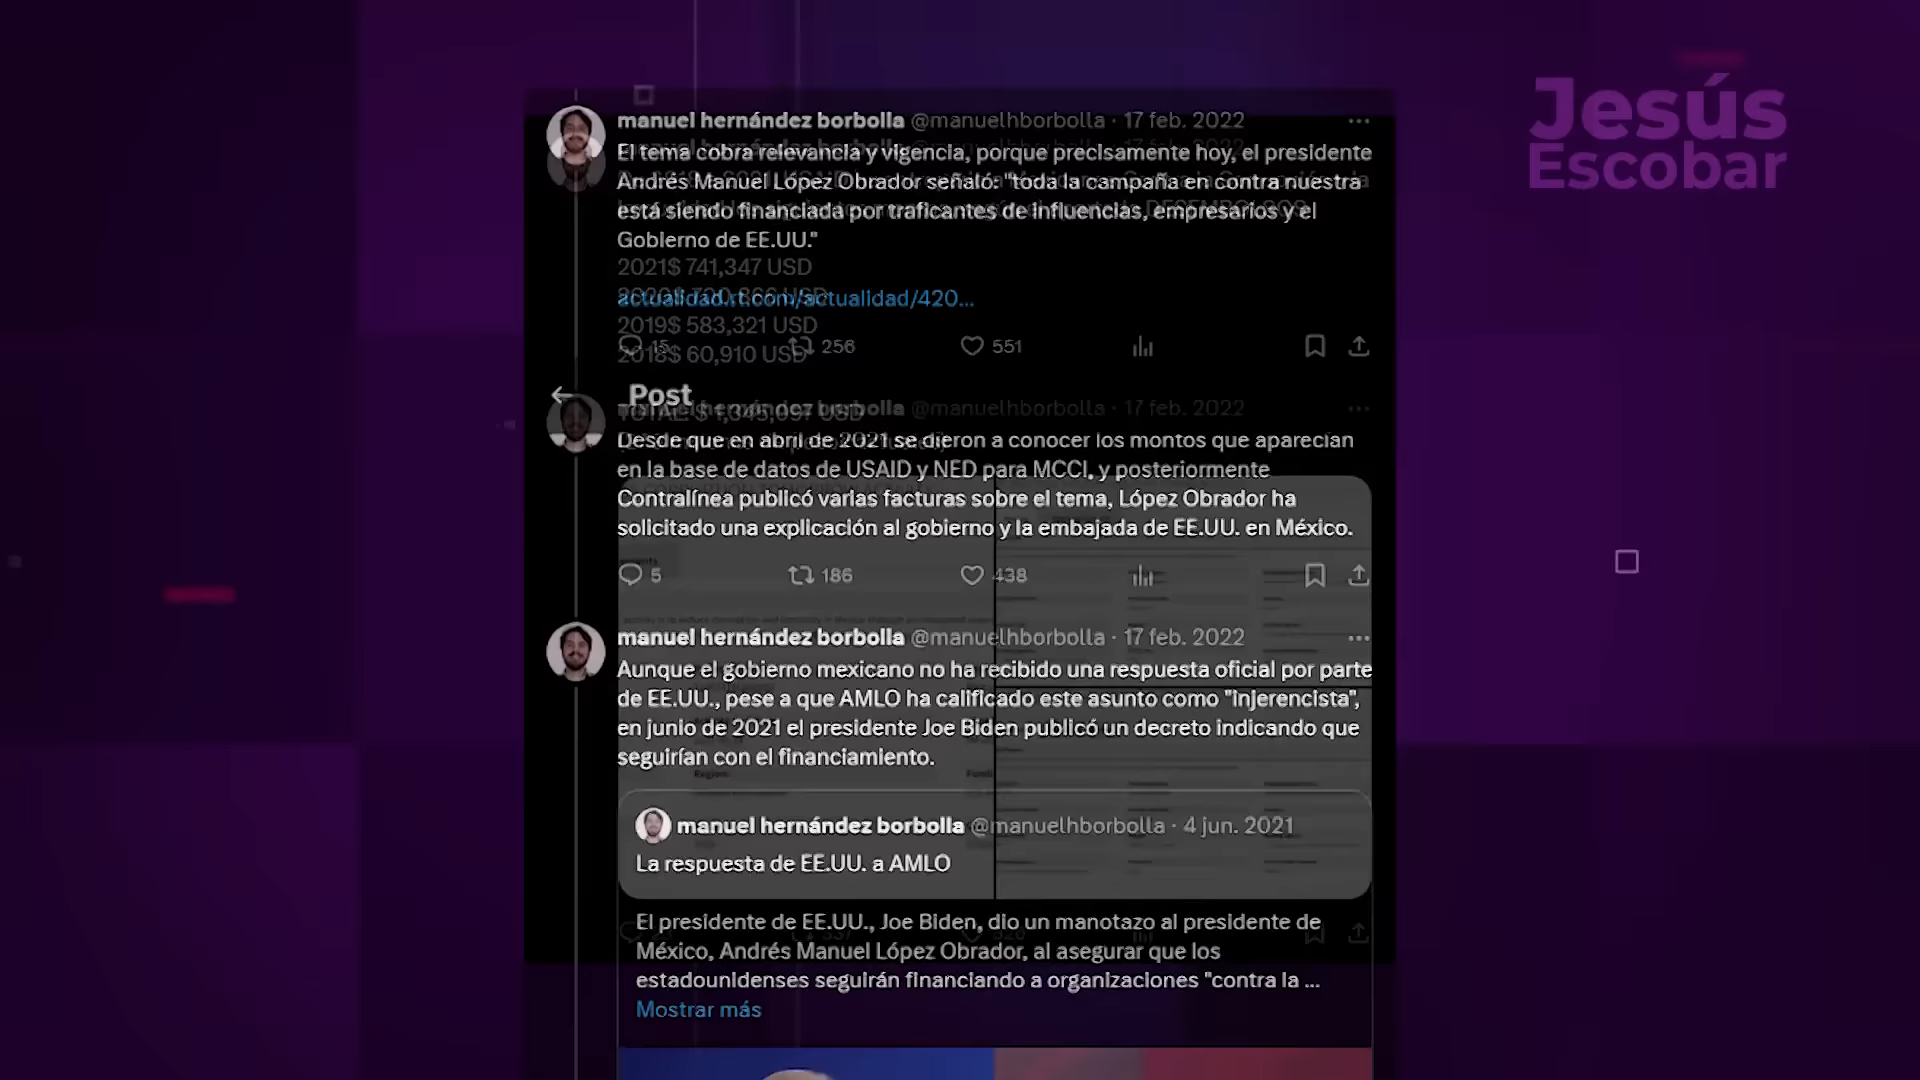 Jesús
Escobar
manuel hernández borbolla @manuelhborbolla · 17 feb. 2022
El tema cobra relevancia y vigencia, porque precisamente hoy, el presidente
Andrés Manuel López Obrador señaló: "toda la campaña en contra nuestra
está siendo financiada por traficantes de influencias, empresarios y el
Gobierno de EE.UU."
2021$ 741,347 USD
actualidad.rt.com/actualidad/420...
2019$ 583,321 USD
15 256 551
2018$ 60,910 USD
Post
manuel hernández borbolla @manuelhborbolla · 17 feb. 2022
Desde que en abril de 2021 se dieron a conocer los montos que aparecían
en la base de datos de USAID y NED para MCCI, y posteriormente
Contralínea publicó varias facturas sobre el tema, López Obrador ha
solicitado una explicación al gobierno y la embajada de EE.UU. en México.
5 186 438
manuel hernández borbolla @manuelhborbolla · 17 feb. 2022
Aunque el gobierno mexicano no ha recibido una respuesta oficial por parte
de EE.UU., pese a que AMLO ha calificado este asunto como "injerencista",
en junio de 2021 el presidente Joe Biden publicó un decreto indicando que
seguirían con el financiamiento.
manuel hernández borbolla @manuelhborbolla · 4 jun. 2021
La respuesta de EE.UU. a AMLO
El presidente de EE.UU., Joe Biden, dio un manotazo al presidente de
México, Andrés Manuel López Obrador, al asegurar que los
estadounidenses seguirán financiando a organizaciones "contra la ...
Mostrar más